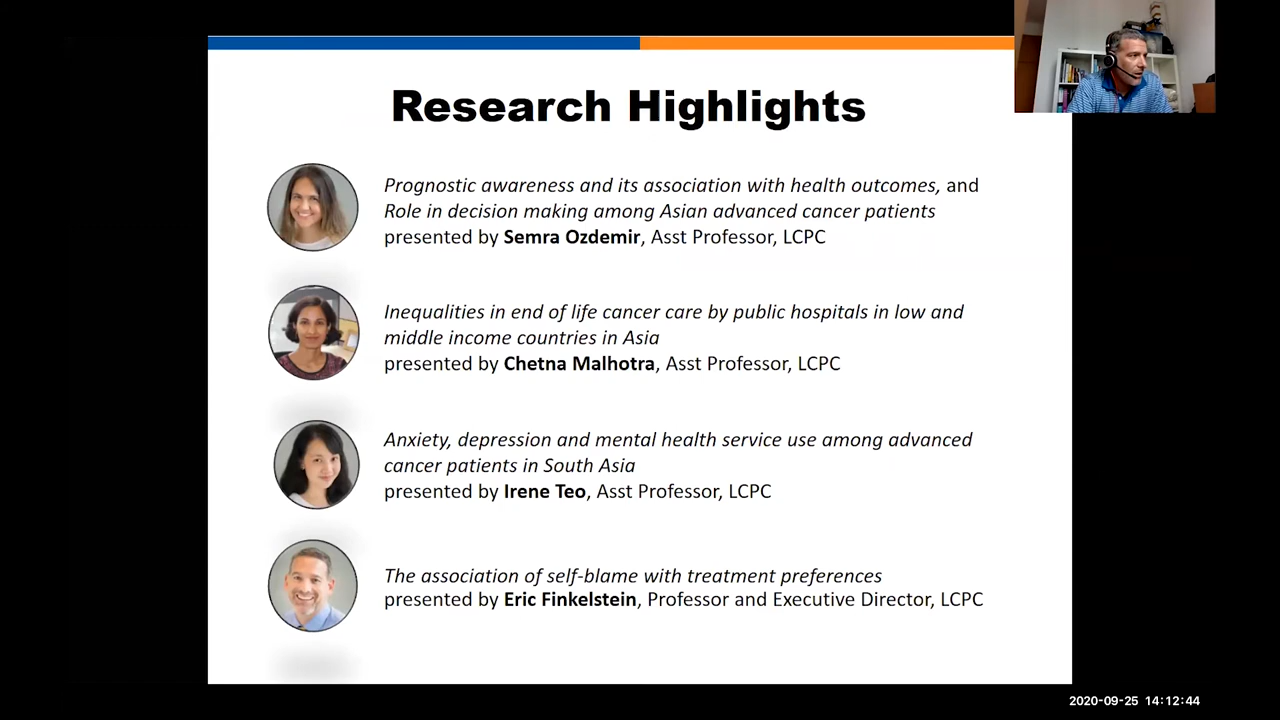 Research Highlights
Prognostic awareness and its association with health outcomes, and
Role in decision making among Asian advanced cancer patients
presented by Semra Ozdemir, Asst Professor, LCPC
Inequalities in end of life cancer care by public hospitals in low and
middle income countries in Asia
presented by Chetna Malhotra, Asst Professor, LCPC
Anxiety, depression and mental health service use among advanced
cancer patients in South Asia
presented by Irene Teo, Asst Professor, LCPC
The association of self-blame with treatment preferences
presented by Eric Finkelstein, Professor and Executive Director, LCPC
2020-09-25 14:12:44